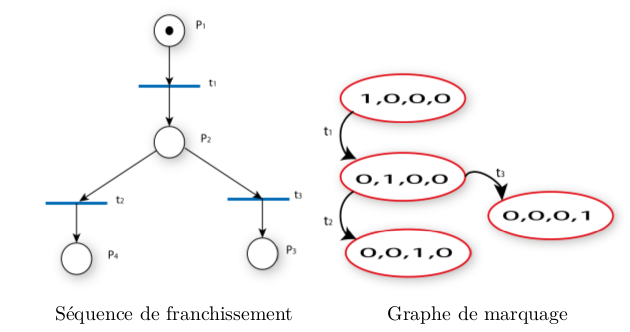 P1
t1
P2
t2
t3
P4
P3
1,0,0,0
t1
0,1,0,0
t3
0,0,0,1
t2
0,0,1,0
Séquence de franchissement
Graphe de marquage